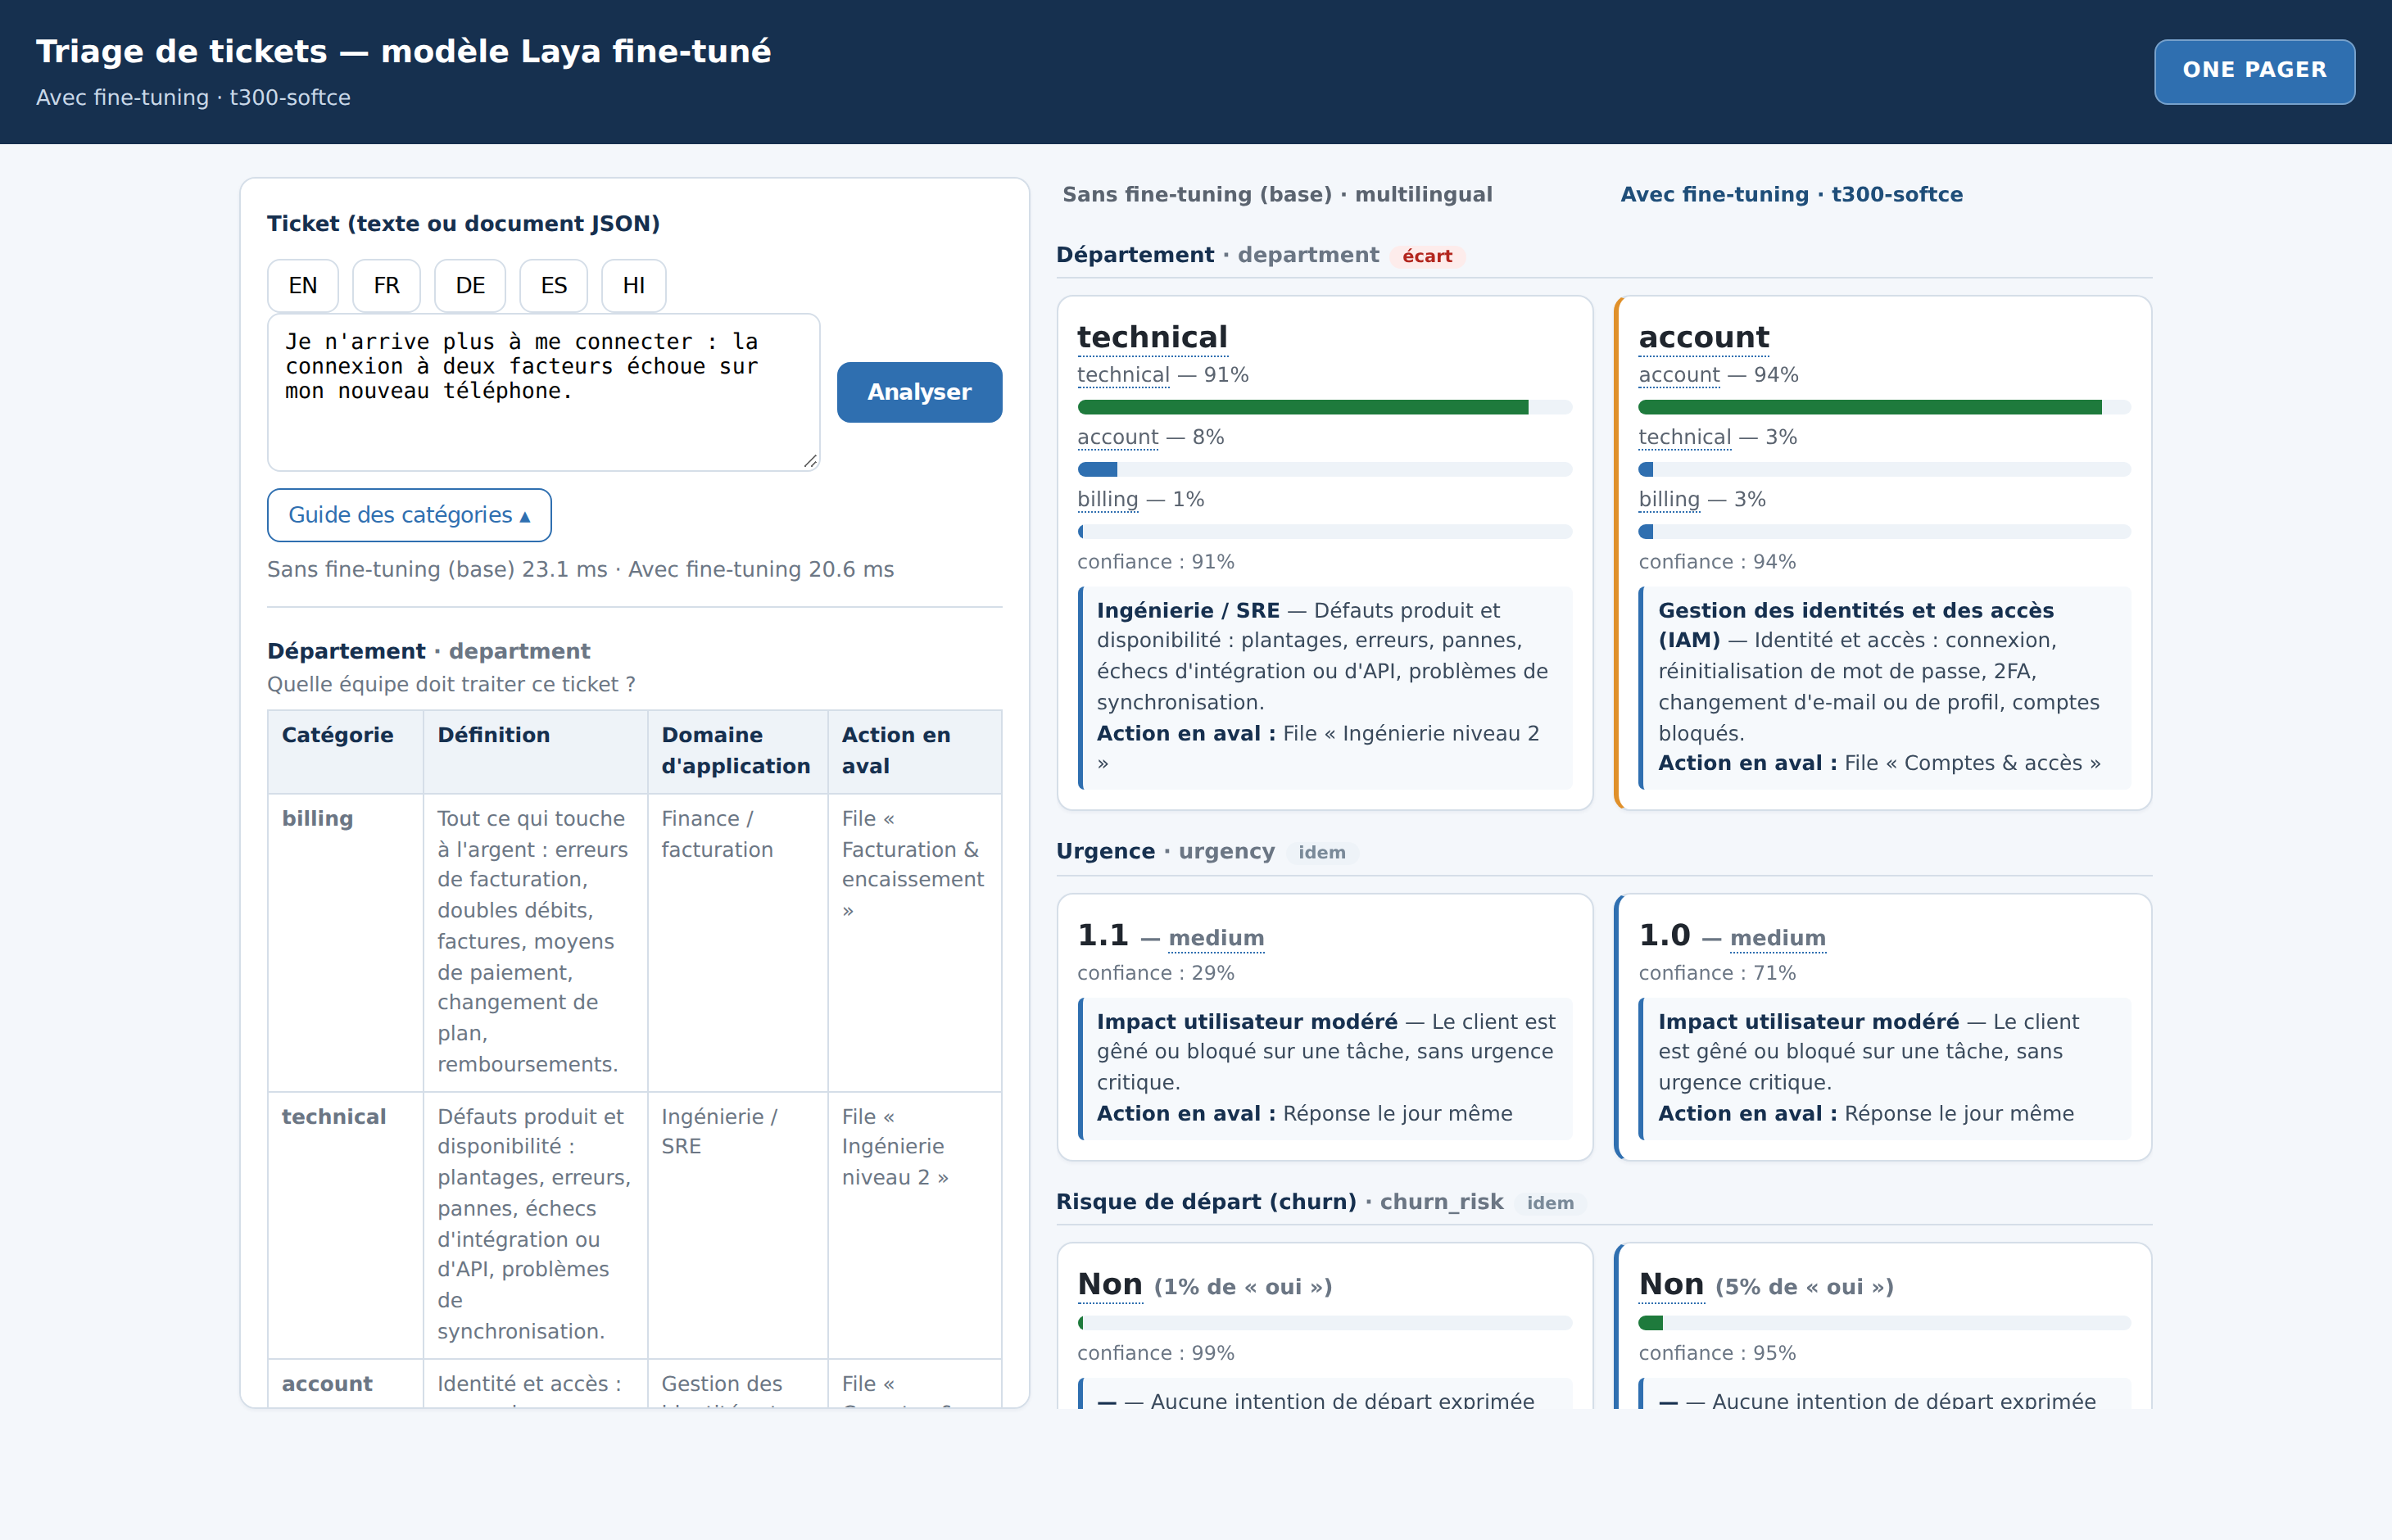 Triage de tickets — modèle Laya fine-tuné
Avec fine-tuning · t300-softce
ONE PAGER
Ticket (texte ou document JSON)
EN FR DE ES HI
Je n'arrive plus à me connecter : la
connexion à deux facteurs échoue sur
mon nouveau téléphone.
Analyser
Guide des catégories ▴
Sans fine-tuning (base) 23.1 ms · Avec fine-tuning 20.6 ms
Département · department
Quelle équipe doit traiter ce ticket ?
Catégorie
Définition
Domaine
d'application
Action en
aval
billing
Tout ce qui touche
à l'argent : erreurs
de facturation,
doubles débits,
factures, moyens
de paiement,
changement de
plan,
remboursements.
Finance /
facturation
File «
Facturation &
encaissement
»
technical
Défauts produit et
disponibilité :
plantages, erreurs,
pannes, échecs
d'intégration ou
d'API, problèmes
de
synchronisation.
Ingénierie /
SRE
File «
Ingénierie
niveau 2 »
account
Identité et accès :
Gestion des
File «
Sans fine-tuning (base) · multilingual
Avec fine-tuning · t300-softce
Département · department écart
technical
technical — 91%
account — 8%
billing — 1%
confiance : 91%
Ingénierie / SRE — Défauts produit et
disponibilité : plantages, erreurs, pannes,
échecs d'intégration ou d'API, problèmes de
synchronisation.
Action en aval : File « Ingénierie niveau 2
»
account
account — 94%
technical — 3%
billing — 3%
confiance : 94%
Gestion des identités et des accès
(IAM) — Identité et accès : connexion,
réinitialisation de mot de passe, 2FA,
changement d'e-mail ou de profil, comptes
bloqués.
Action en aval : File « Comptes & accès »
Urgence · urgency idem
1.1 — medium
confiance : 29%
Impact utilisateur modéré — Le client est
gêné ou bloqué sur une tâche, sans urgence
critique.
Action en aval : Réponse le jour même
1.0 — medium
confiance : 71%
Impact utilisateur modéré — Le client
est gêné ou bloqué sur une tâche, sans
urgence critique.
Action en aval : Réponse le jour même
Risque de départ (churn) · churn_risk idem
Non (1% de « oui »)
confiance : 99%
— — Aucune intention de départ exprimée
Non (5% de « oui »)
confiance : 95%
— — Aucune intention de départ exprimée